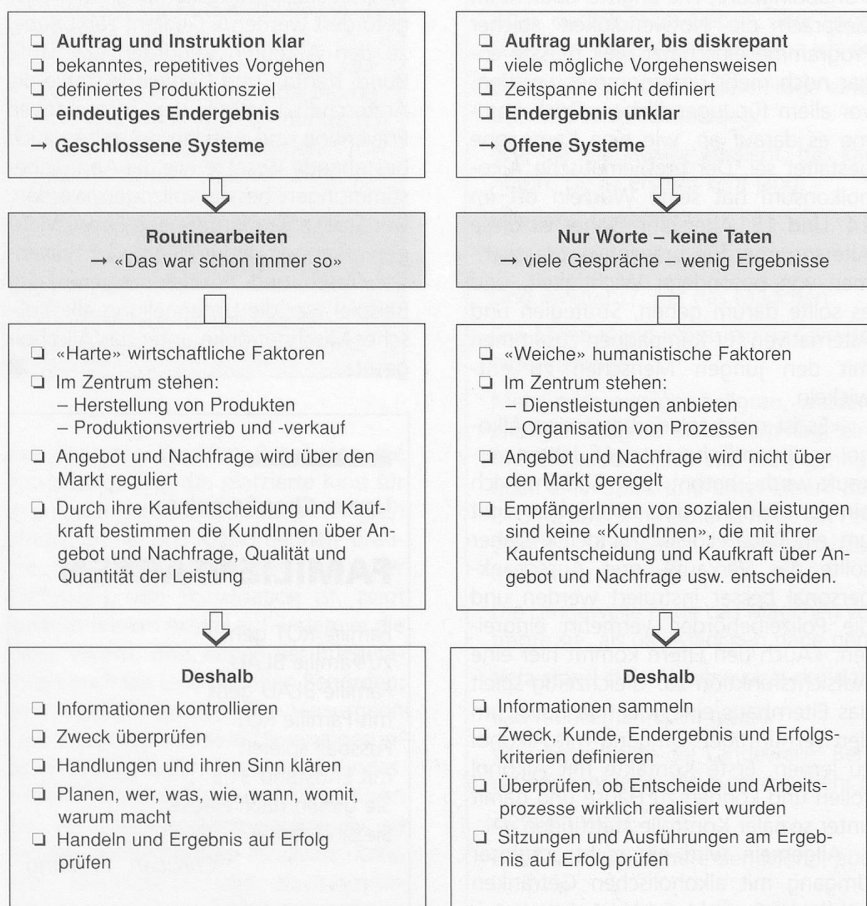 ❏ Auftrag und Instruktion klar
❏ bekanntes, repetitives Vorgehen
❏ definiertes Produktionsziel
❏ eindeutiges Endergebnis
→ Geschlossene Systeme
Routinearbeiten
→ «Das war schon immer so»
❏ «Harte» wirtschaftliche Faktoren
❏ Im Zentrum stehen:
– Herstellung von Produkten
– Produktionsvertrieb und -verkauf
❏ Angebot und Nachfrage wird über den
Markt reguliert
❏ Durch ihre Kaufentscheidung und Kauf-
kraft bestimmen die KundInnen über An-
gebot und Nachfrage, Qualität und
Quantität der Leistung
Deshalb
❏ Informationen kontrollieren
❏ Zweck überprüfen
❏ Handlungen und ihren Sinn klären
❏ Planen, wer, was, wie, wann, womit,
warum macht
❏ Handeln und Ergebnis auf Erfolg
prüfen
❏ Auftrag unklarer, bis diskrepant
❏ viele mögliche Vorgehensweisen
❏ Zeitspanne nicht definiert
❏ Endergebnis unklar
→ Offene Systeme
Nur Worte – keine Taten
→ viele Gespräche – wenig Ergebnisse
❏ «Weiche» humanistische Faktoren
❏ Im Zentrum stehen:
– Dienstleistungen anbieten
– Organisation von Prozessen
❏ Angebot und Nachfrage wird nicht über
den Markt geregelt
❏ EmpfängerInnen von sozialen Leistungen
sind keine «KundInnen», die mit ihrer
Kaufentscheidung und Kaufkraft über An-
gebot und Nachfrage usw. entscheiden.
Deshalb
❏ Informationen sammeln
❏ Zweck, Kunde, Endergebnis und Erfolgs-
kriterien definieren
❏ Überprüfen, ob Entscheide und Arbeits-
prozesse wirklich realisiert wurden
❏ Sitzungen und Ausführungen am Ergeb-
nis auf Erfolg prüfen